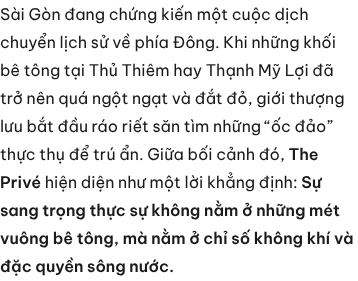 Sài Gòn đang chứng kiến một cuộc dịch
chuyển lịch sử về phía Đông. Khi những khối
bê tông tại Thủ Thiêm hay Thạnh Mỹ Lợi đã
trở nên quá ngột ngạt và đắt đỏ, giới thượng
lưu bắt đầu ráo riết săn tìm những “ốc đảo”
thực thụ để trú ẩn. Giữa bối cảnh đó, The
Privé hiện diện như một lời khẳng định: Sự
sang trọng thực sự không nằm ở những mét
vuông bê tông, mà nằm ở chỉ số không khí và
đặc quyền sông nước.